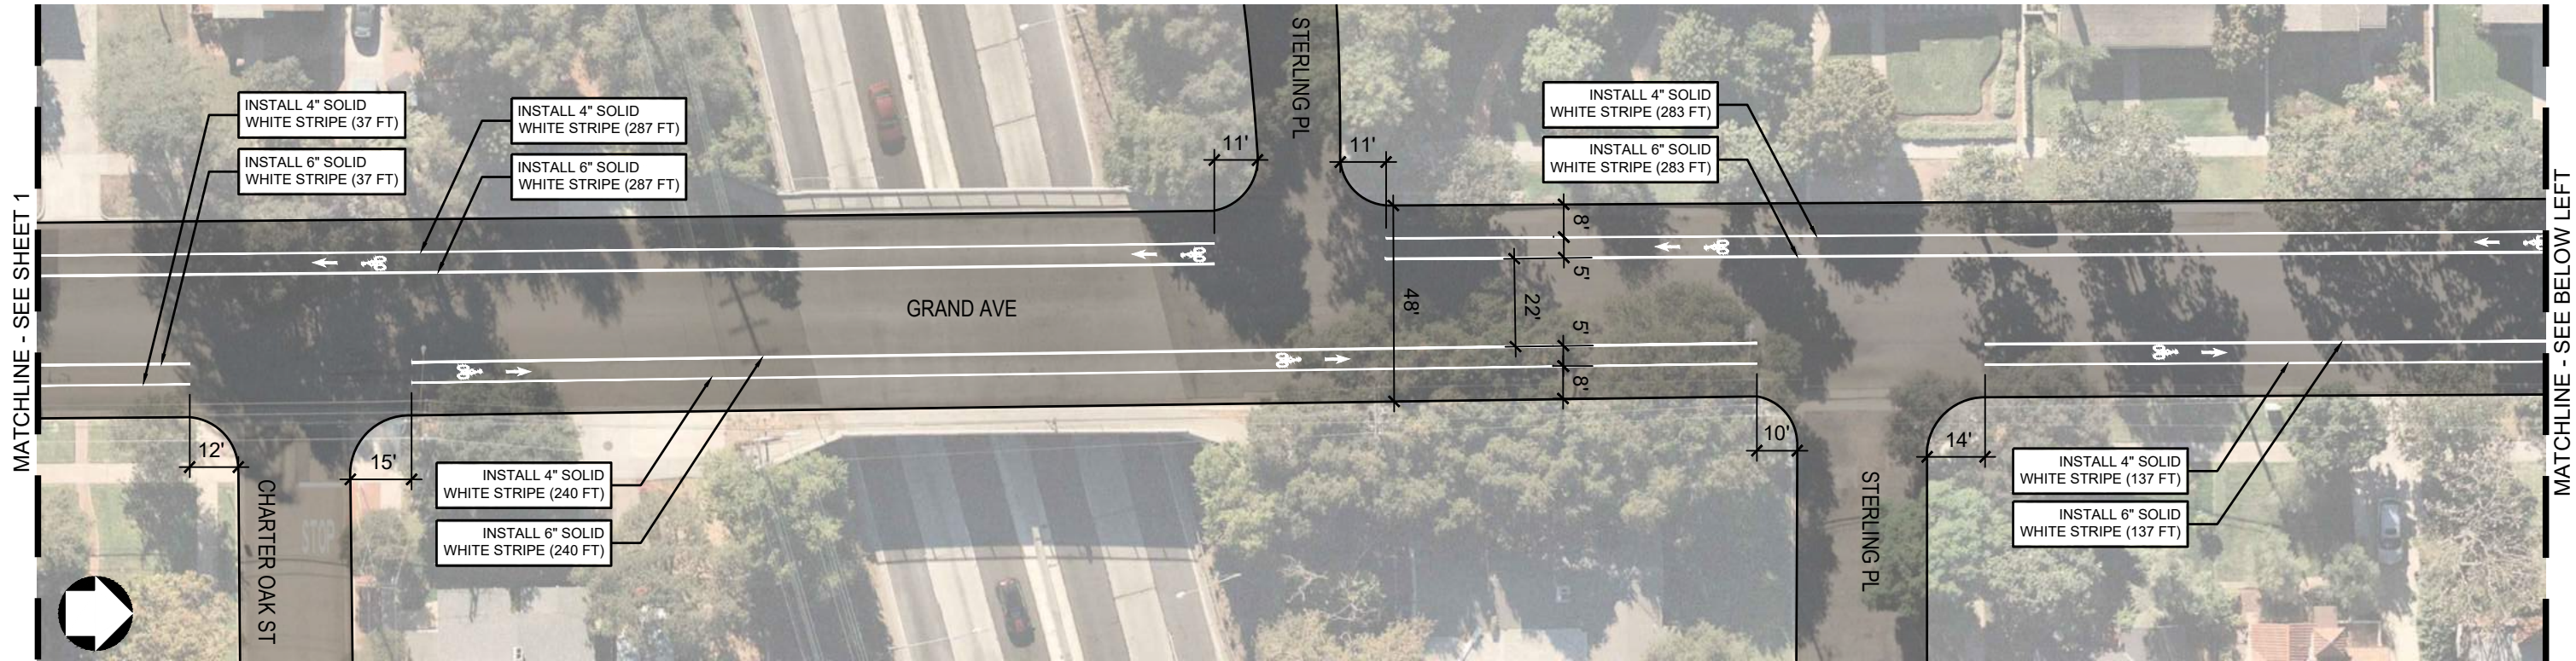 MATCHLINE - SEE SHEET 1
INSTALL 4" SOLID
WHITE STRIPE (37 FT)
INSTALL 6" SOLID
WHITE STRIPE (37 FT)
INSTALL 4" SOLID
WHITE STRIPE (287 FT)
INSTALL 6" SOLID
WHITE STRIPE (287 FT)
11'
STERLING PL
11'
INSTALL 4" SOLID
WHITE STRIPE (283 FT)
INSTALL 6" SOLID
WHITE STRIPE (283 FT)
8'
5'
48'
22'
5'
8'
GRAND AVE
12'
15'
CHARTER OAK ST
STOP
INSTALL 4" SOLID
WHITE STRIPE (240 FT)
INSTALL 6" SOLID
WHITE STRIPE (240 FT)
10'
14'
STERLING PL
INSTALL 4" SOLID
WHITE STRIPE (137 FT)
INSTALL 6" SOLID
WHITE STRIPE (137 FT)
MATCHLINE - SEE BELOW LEFT